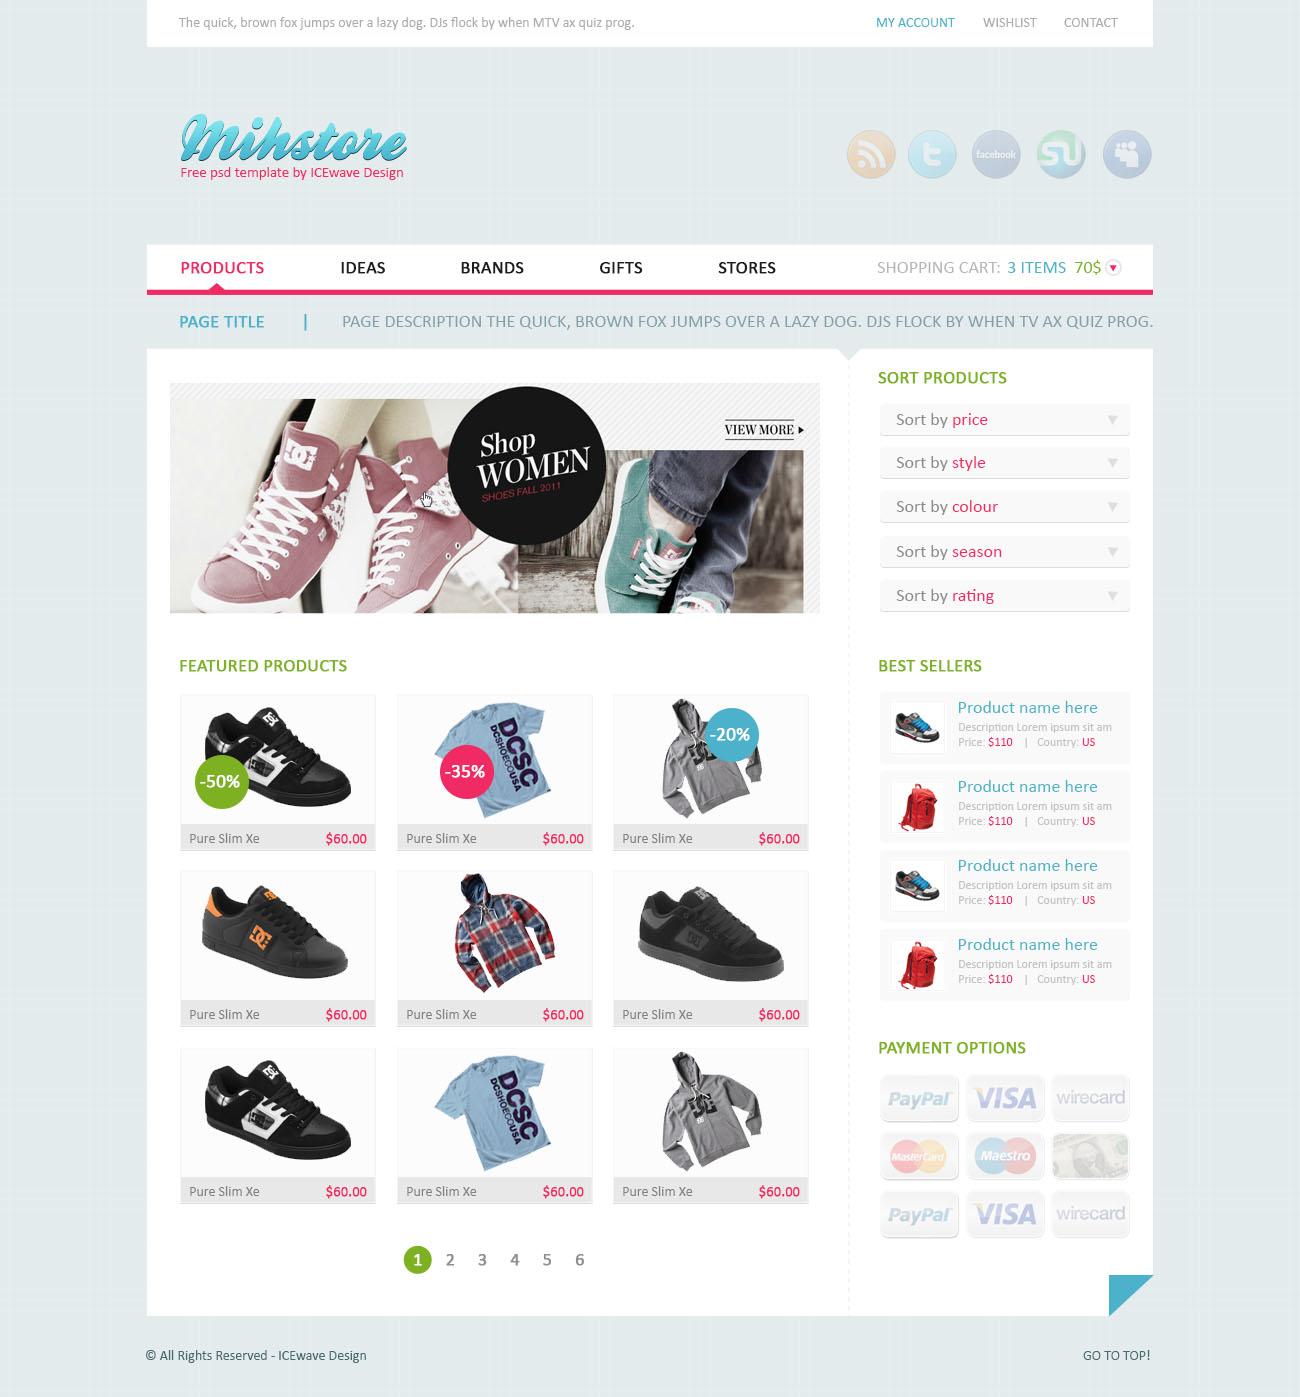 The quick, brown fox jumps over a lazy dog. DJs flock by when MTV ax quiz prog.
MY ACCOUNT WISHLIST CONTACT
Mihstore
Free psd template by ICEwave Design
facebook
PRODUCTS IDEAS BRANDS GIFTS STORES
SHOPPING CART: 3 ITEMS 70$
PAGE TITLE | PAGE DESCRIPTION THE QUICK, BROWN FOX JUMPS OVER A LAZY DOG. DJS FLOCK BY WHEN TV AX QUIZ PROG.
Shop
WOMEN
SHOES FALL 2011
VIEW MORE
SORT PRODUCTS
Sort by price
Sort by style
Sort by colour
Sort by season
Sort by rating
FEATURED PRODUCTS
-50%
Pure Slim Xe $60.00
DCSC
DCSHOECOUSA
-35%
Pure Slim Xe $60.00
-20%
Pure Slim Xe $60.00
Pure Slim Xe $60.00
Pure Slim Xe $60.00
Pure Slim Xe $60.00
Pure Slim Xe $60.00
DCSC
DCSHOECOUSA
Pure Slim Xe $60.00
Pure Slim Xe $60.00
1 2 3 4 5 6
BEST SELLERS
Product name here
Description Lorem ipsum sit am
Price: $110 | Country: US
Product name here
Description Lorem ipsum sit am
Price: $110 | Country: US
Product name here
Description Lorem ipsum sit am
Price: $110 | Country: US
Product name here
Description Lorem ipsum sit am
Price: $110 | Country: US
PAYMENT OPTIONS
PayPal VISA wirecard
MasterCard Maestro
PayPal VISA wirecard
© All Rights Reserved - ICEwave Design
GO TO TOP!